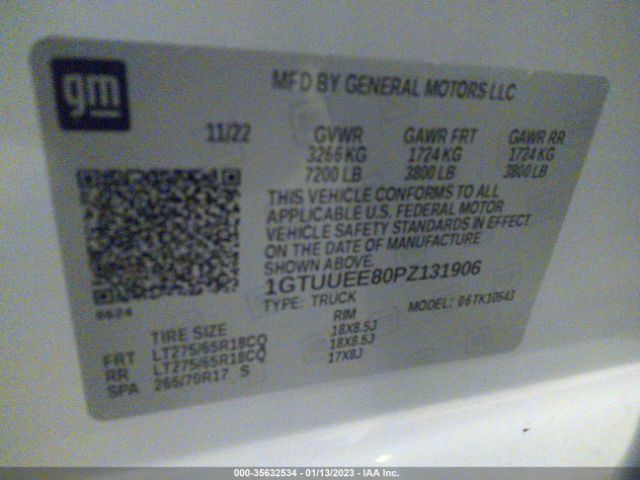 gm
MFD BY GENERAL MOTORS LLC
11/22 GVWR GAWR FRT GAWR RR
3266 KG 1724 KG 1724 KG
7200 LB 3800 LB 3800 LB
THIS VEHICLE CONFORMS TO ALL
APPLICABLE U.S. FEDERAL MOTOR
VEHICLE SAFETY STANDARDS IN EFFECT
ON THE DATE OF MANUFACTURE
SHOWN ABOVE.
1GTUUEE80PZ131906
TYPE: TRUCK MODEL: 06TK10543
6624
TIRE SIZE RIM
FRT LT275/65R18CQ 18X8.5J
RR LT275/65R18CQ 18X8.5J
SPA 265/70R17 S 17X8J
000-35632534 - 01/13/2023 - IAA Inc.